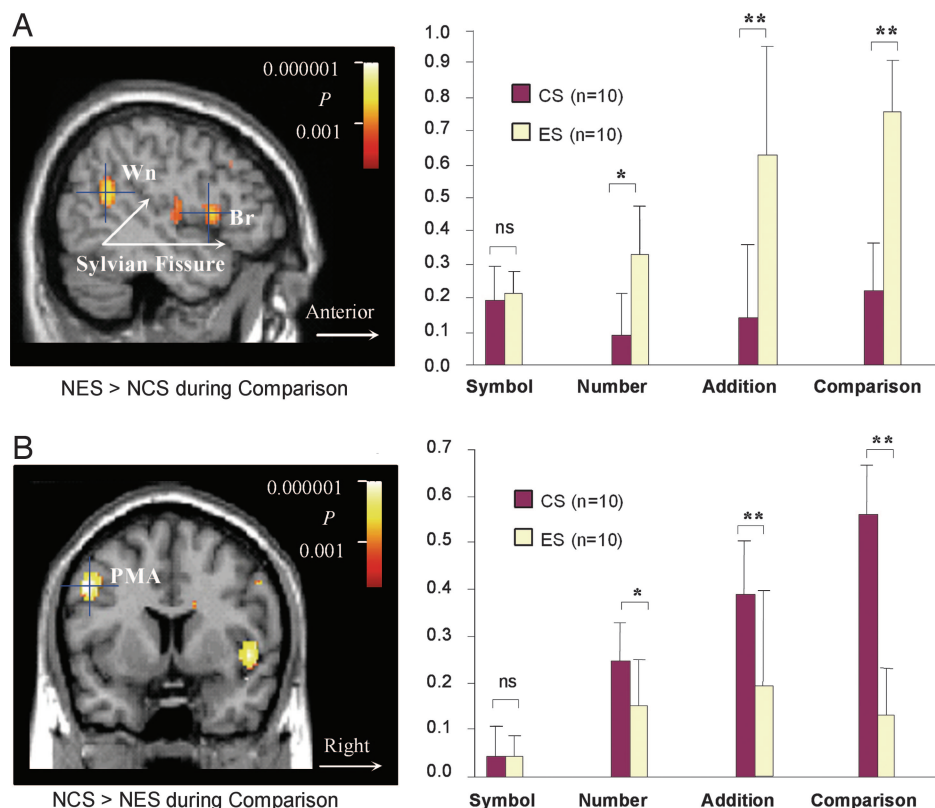 A
0.000001
P
0.001
Wn
Br
Sylvian Fissure
Anterior
NES > NCS during Comparison
1.0
0.9
0.8
0.7
0.6
0.5
0.4
0.3
0.2
0.1
0.0
CS (n=10)
ES (n=10)
ns
*
**
**
Symbol Number Addition Comparison
B
0.000001
P
0.001
PMA
Right
NCS > NES during Comparison
0.7
0.6
0.5
0.4
0.3
0.2
0.1
0.0
CS (n=10)
ES (n=10)
ns
*
**
**
Symbol Number Addition Comparison